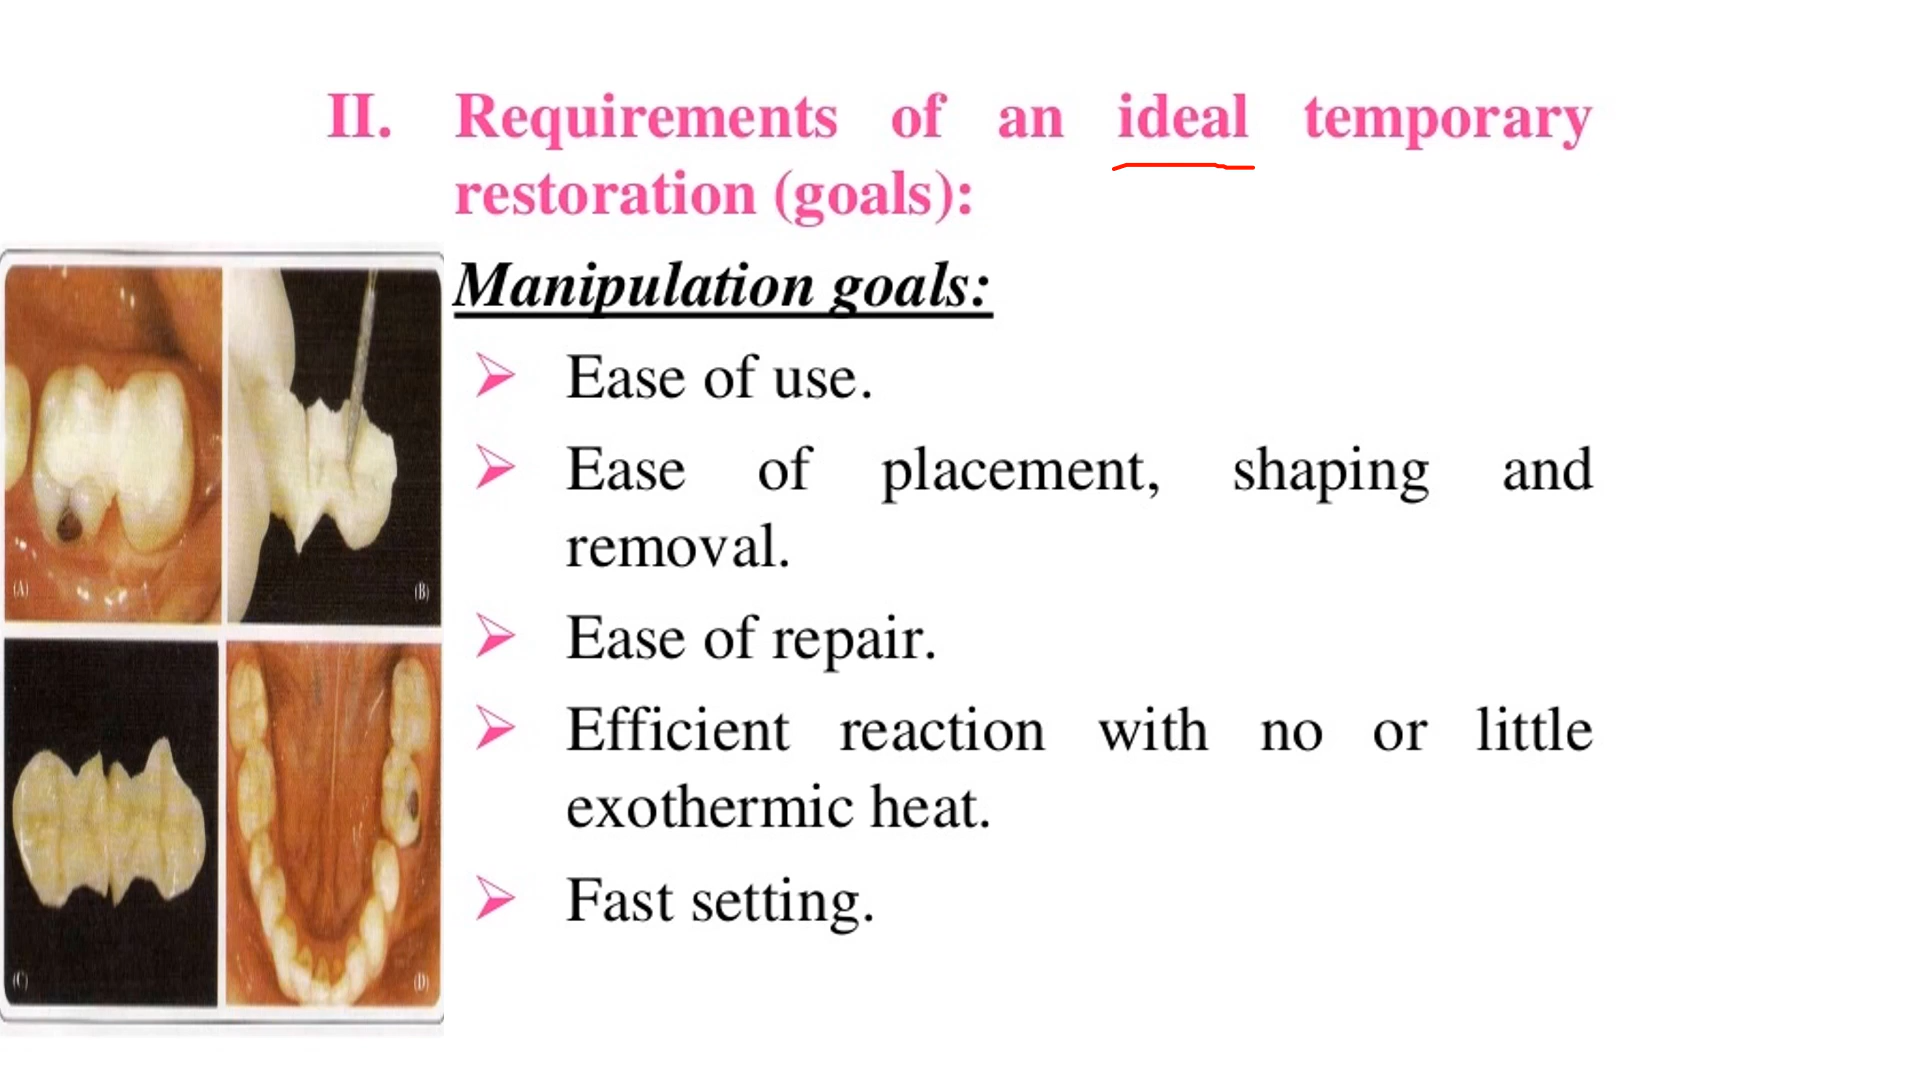 II. Requirements of an ideal temporary
restoration (goals):
Manipulation goals:
Ease of use.
Ease of placement, shaping and
removal.
Ease of repair.
Efficient reaction with no or little
exothermic heat.
Fast setting.
(A)
(B)
(C)
(D)